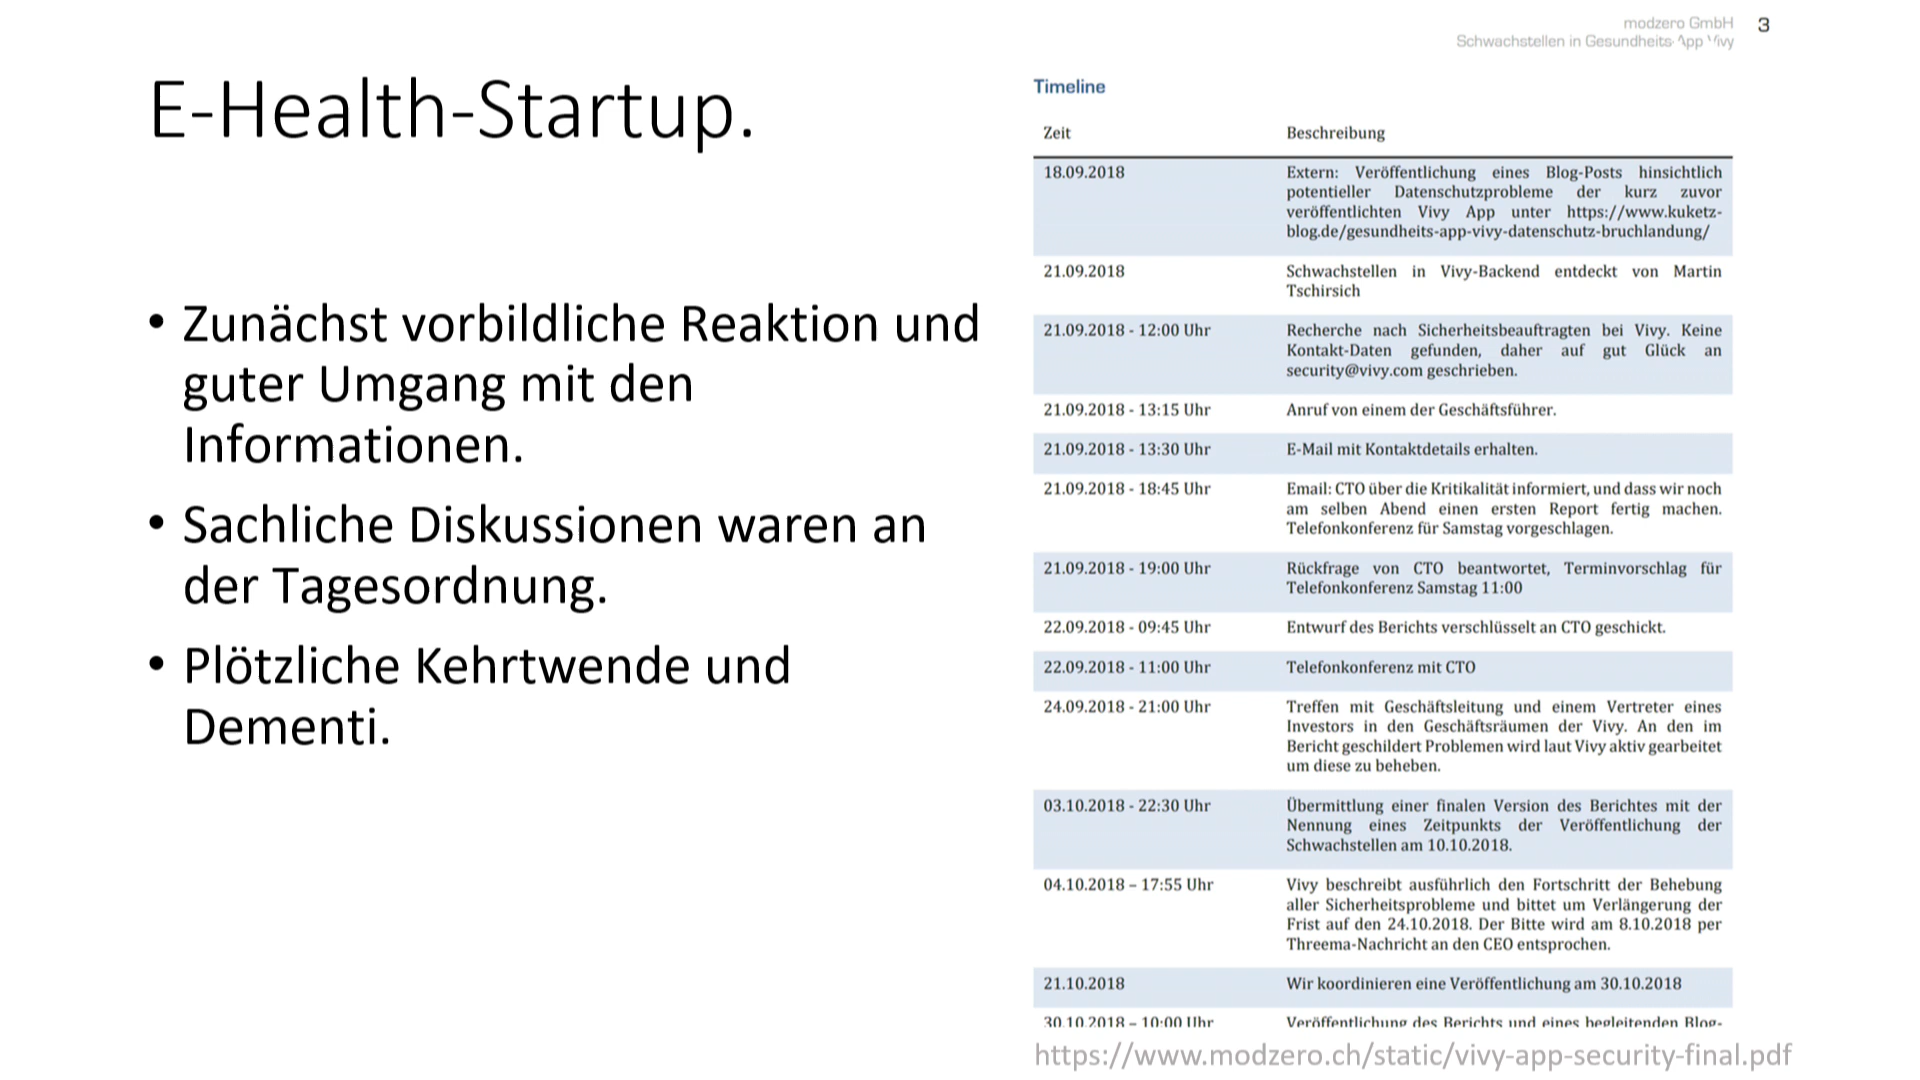 modzero GmbH 3
Schwachstellen in Gesundheits-App Vivy
E-Health-Startup.
• Zunächst vorbildliche Reaktion und
guter Umgang mit den
Informationen.
• Sachliche Diskussionen waren an
der Tagesordnung.
• Plötzliche Kehrtwende und
Dementi.
Timeline
Zeit Beschreibung
18.09.2018 Extern: Veröffentlichung eines Blog-Posts hinsichtlich
potentieller Datenschutzprobleme der kurz zuvor
veröffentlichten Vivy App unter https://www.kuketz-
blog.de/gesundheits-app-vivy-datenschutz-bruchlandung/
21.09.2018 Schwachstellen in Vivy-Backend entdeckt von Martin
Tschirsich
21.09.2018 - 12:00 Uhr Recherche nach Sicherheitsbeauftragten bei Vivy. Keine
Kontakt-Daten gefunden, daher auf gut Glück an
security@vivy.com geschrieben.
21.09.2018 - 13:15 Uhr Anruf von einem der Geschäftsführer.
21.09.2018 - 13:30 Uhr E-Mail mit Kontaktdetails erhalten.
21.09.2018 - 18:45 Uhr Email: CTO über die Kritikalität informiert, und dass wir noch
am selben Abend einen ersten Report fertig machen.
Telefonkonferenz für Samstag vorgeschlagen.
21.09.2018 - 19:00 Uhr Rückfrage von CTO beantwortet, Terminvorschlag für
Telefonkonferenz Samstag 11:00
22.09.2018 - 09:45 Uhr Entwurf des Berichts verschlüsselt an CTO geschickt.
22.09.2018 - 11:00 Uhr Telefonkonferenz mit CTO
24.09.2018 - 21:00 Uhr Treffen mit Geschäftsleitung und einem Vertreter eines
Investors in den Geschäftsräumen der Vivy. An den im
Bericht geschildert Problemen wird laut Vivy aktiv gearbeitet
um diese zu beheben.
03.10.2018 - 22:30 Uhr Übermittlung einer finalen Version des Berichtes mit der
Nennung eines Zeitpunkts der Veröffentlichung der
Schwachstellen am 10.10.2018.
04.10.2018 – 17:55 Uhr Vivy beschreibt ausführlich den Fortschritt der Behebung
aller Sicherheitsprobleme und bittet um Verlängerung der
Frist auf den 24.10.2018. Der Bitte wird am 8.10.2018 per
Threema-Nachricht an den CEO entsprochen.
21.10.2018 Wir koordinieren eine Veröffentlichung am 30.10.2018
30.10.2018 – 10:00 Uhr Veröffentlichung des Berichts und eines begleitenden Blog-
https://www.modzero.ch/static/vivy-app-security-final.pdf